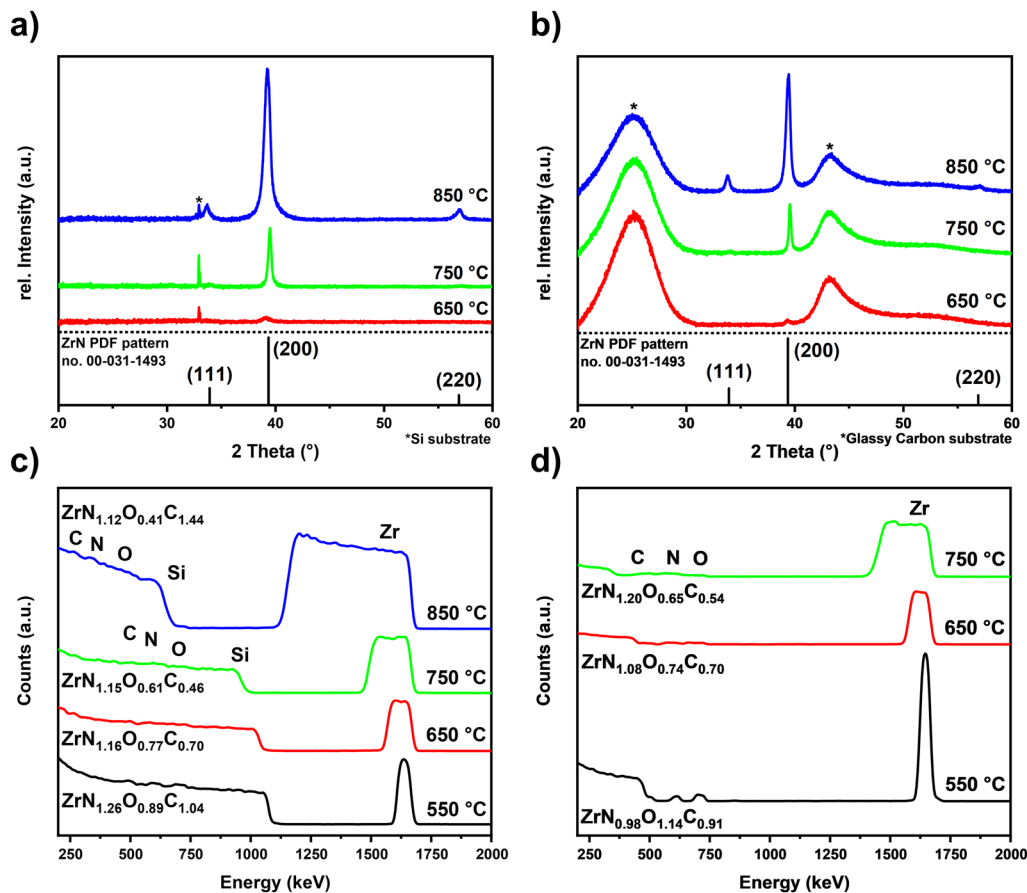 a)
rel. Intensity (a.u.)
*
850 °C
750 °C
650 °C
ZrN PDF pattern
no. 00-031-1493
(111)
(200)
(220)
20 30 40 50 60
2 Theta (°)
*Si substrate
b)
rel. Intensity (a.u.)
*
*
850 °C
750 °C
650 °C
ZrN PDF pattern
no. 00-031-1493
(111)
(200)
(220)
20 30 40 50 60
2 Theta (°)
*Glassy Carbon substrate
c)
Counts (a.u.)
ZrN1.12O0.41C1.44
C N O Si Zr
850 °C
C N O Si
ZrN1.15O0.61C0.46
750 °C
ZrN1.16O0.77C0.70
650 °C
ZrN1.26O0.89C1.04
550 °C
250 500 750 1000 1250 1500 1750 2000
Energy (keV)
d)
Counts (a.u.)
Zr
C N O
750 °C
ZrN1.20O0.65C0.54
650 °C
ZrN1.08O0.74C0.70
550 °C
ZrN0.98O1.14C0.91
250 500 750 1000 1250 1500 1750 2000
Energy (keV)